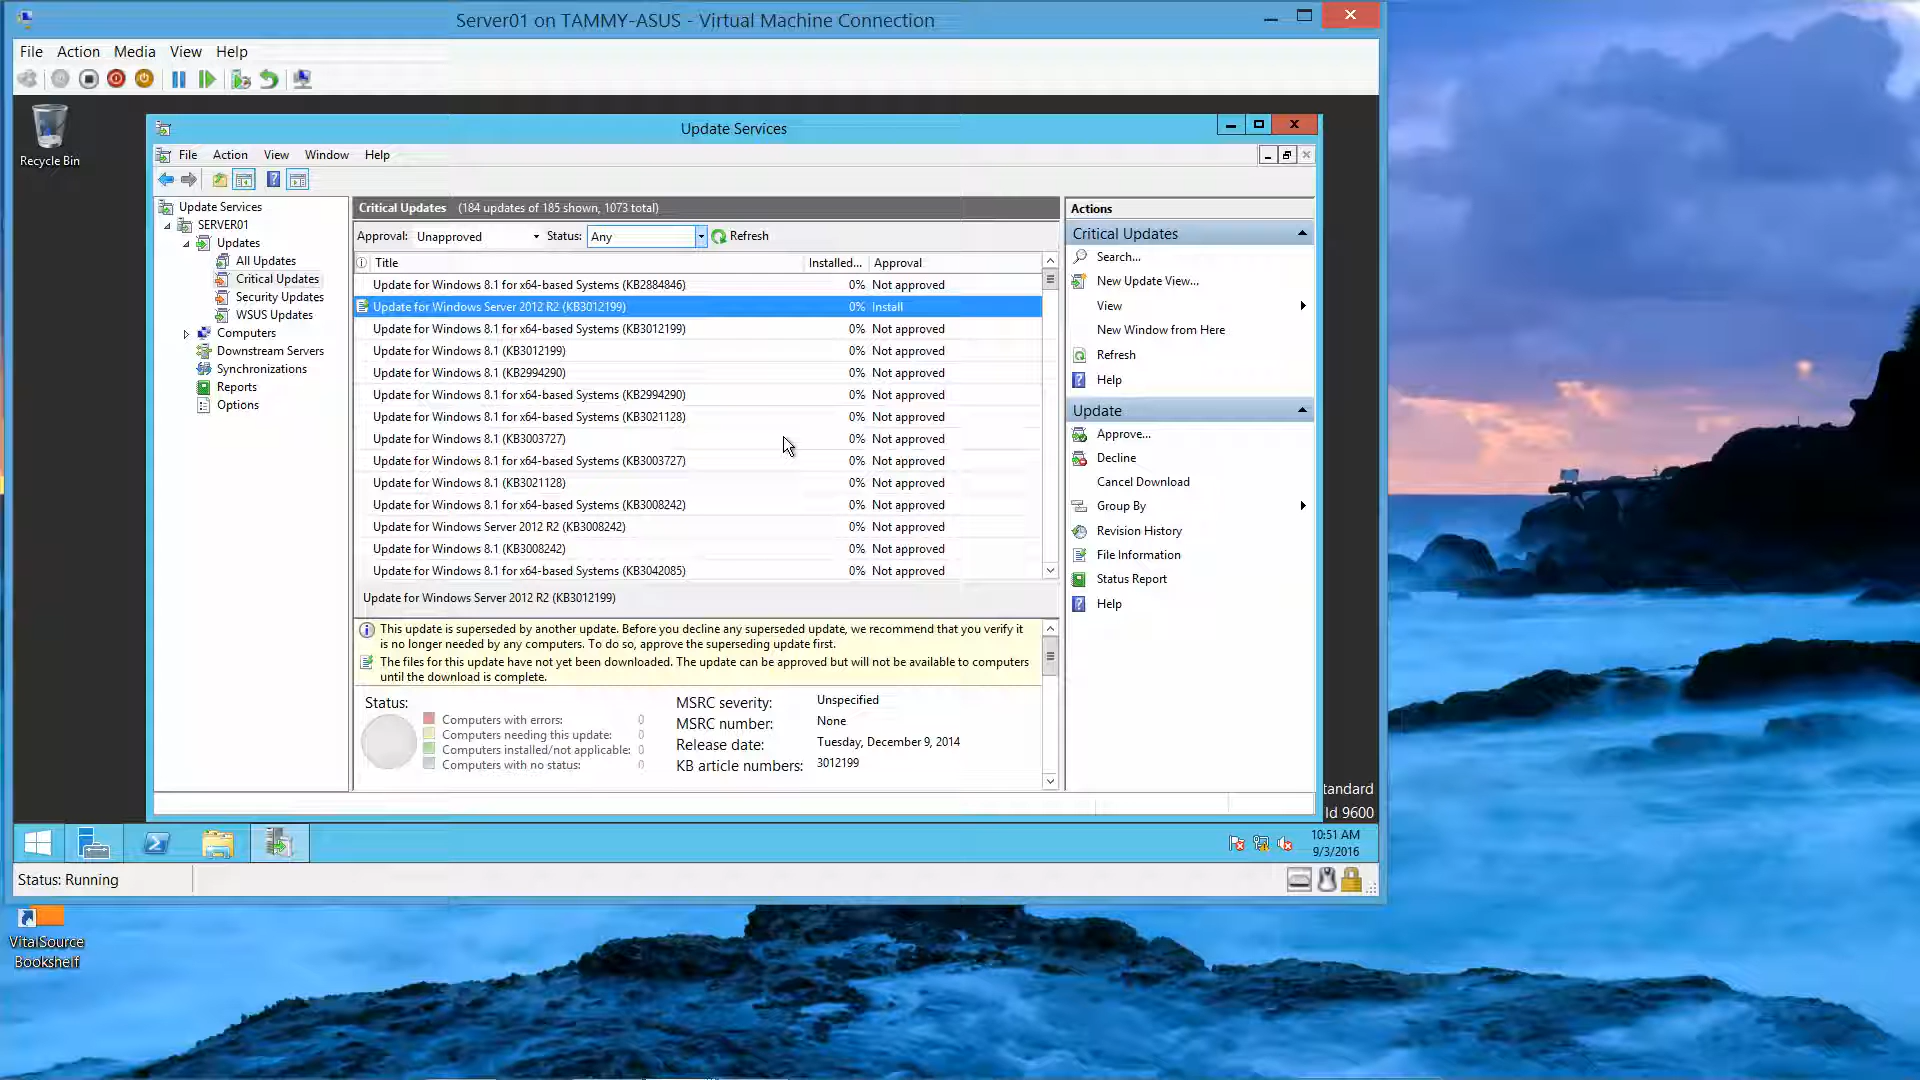 Server01 on TAMMY-ASUS - Virtual Machine Connection
File Action Media View Help
Recycle Bin
Update Services
File Action View Window Help
Update Services
SERVER01
Updates
All Updates
Critical Updates
Security Updates
WSUS Updates
Computers
Downstream Servers
Synchronizations
Reports
Options
Critical Updates (184 updates of 185 shown, 1073 total)
Approval: Unapproved Status: Any Refresh
Title Installed... Approval
Update for Windows 8.1 for x64-based Systems (KB2884846) 0% Not approved
Update for Windows Server 2012 R2 (KB3012199) 0% Install
Update for Windows 8.1 for x64-based Systems (KB3012199) 0% Not approved
Update for Windows 8.1 (KB3012199) 0% Not approved
Update for Windows 8.1 (KB2994290) 0% Not approved
Update for Windows 8.1 for x64-based Systems (KB2994290) 0% Not approved
Update for Windows 8.1 for x64-based Systems (KB3021128) 0% Not approved
Update for Windows 8.1 (KB3003727) 0% Not approved
Update for Windows 8.1 for x64-based Systems (KB3003727) 0% Not approved
Update for Windows 8.1 (KB3021128) 0% Not approved
Update for Windows 8.1 for x64-based Systems (KB3008242) 0% Not approved
Update for Windows Server 2012 R2 (KB3008242) 0% Not approved
Update for Windows 8.1 (KB3008242) 0% Not approved
Update for Windows 8.1 for x64-based Systems (KB3042085) 0% Not approved
Update for Windows Server 2012 R2 (KB3012199)
This update is superseded by another update. Before you decline any superseded update, we recommend that you verify it
is no longer needed by any computers. To do so, approve the superseding update first.
The files for this update have not yet been downloaded. The update can be approved but will not be available to computers
until the download is complete.
Status:
Computers with errors: 0
Computers needing this update: 0
Computers installed/not applicable: 0
Computers with no status: 0
MSRC severity: Unspecified
MSRC number: None
Release date: Tuesday, December 9, 2014
KB article numbers: 3012199
Actions
Critical Updates
Search...
New Update View...
View
New Window from Here
Refresh
Help
Update
Approve...
Decline
Cancel Download
Group By
Revision History
File Information
Status Report
Help
tandard
ld 9600
10:51 AM
9/3/2016
Status: Running
VitalSource
Bookshelf